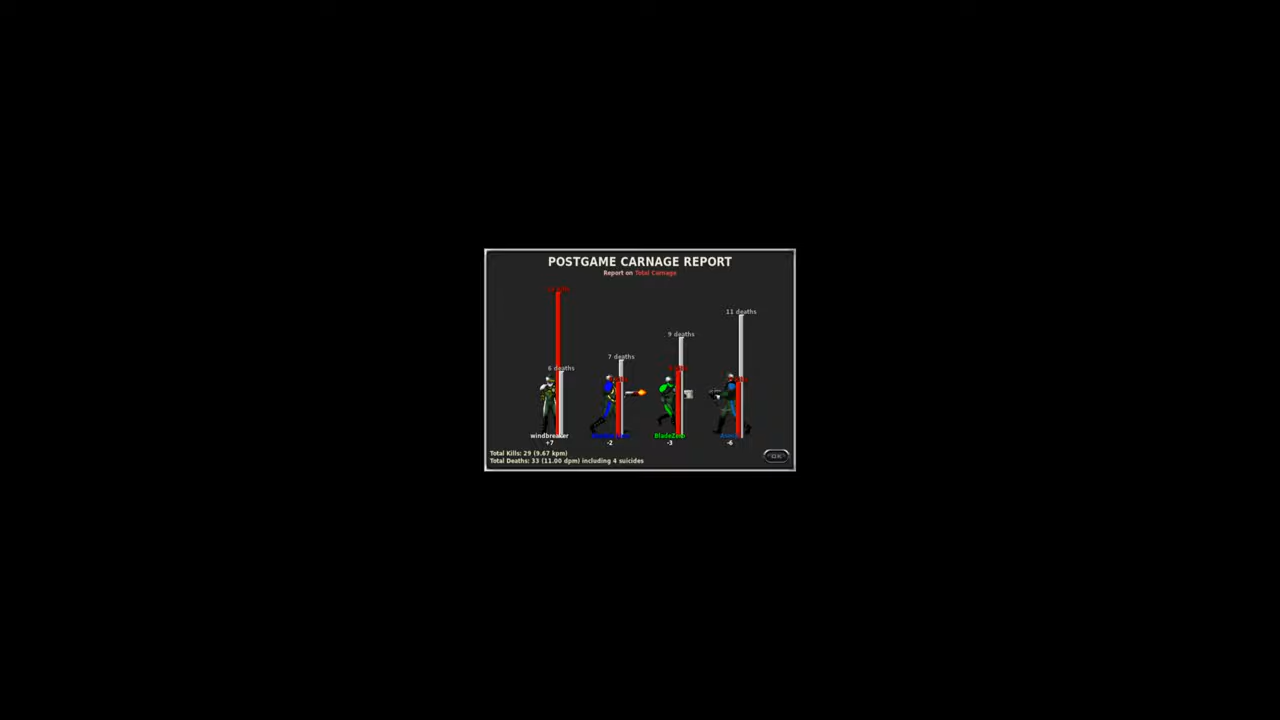 POSTGAME CARNAGE REPORT
Report on Total Carnage
11 deaths
9 deaths
7 deaths
6 deaths
windbreaker
+7
-2
-3
-6
Total Kills: 29 (9.67 kpm)
Total Deaths: 33 (11.00 dpm) including 4 suicides
OK